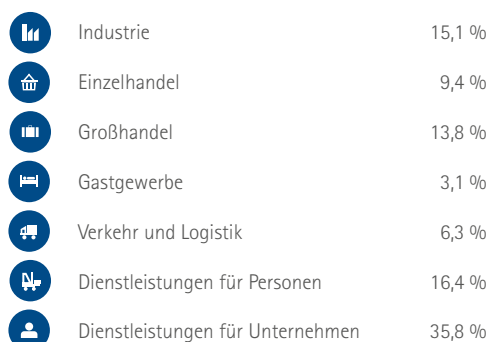 Industrie 15,1 %
Einzelhandel 9,4 %
Großhandel 13,8 %
Gastgewerbe 3,1 %
Verkehr und Logistik 6,3 %
Dienstleistungen für Personen 16,4 %
Dienstleistungen für Unternehmen 35,8 %